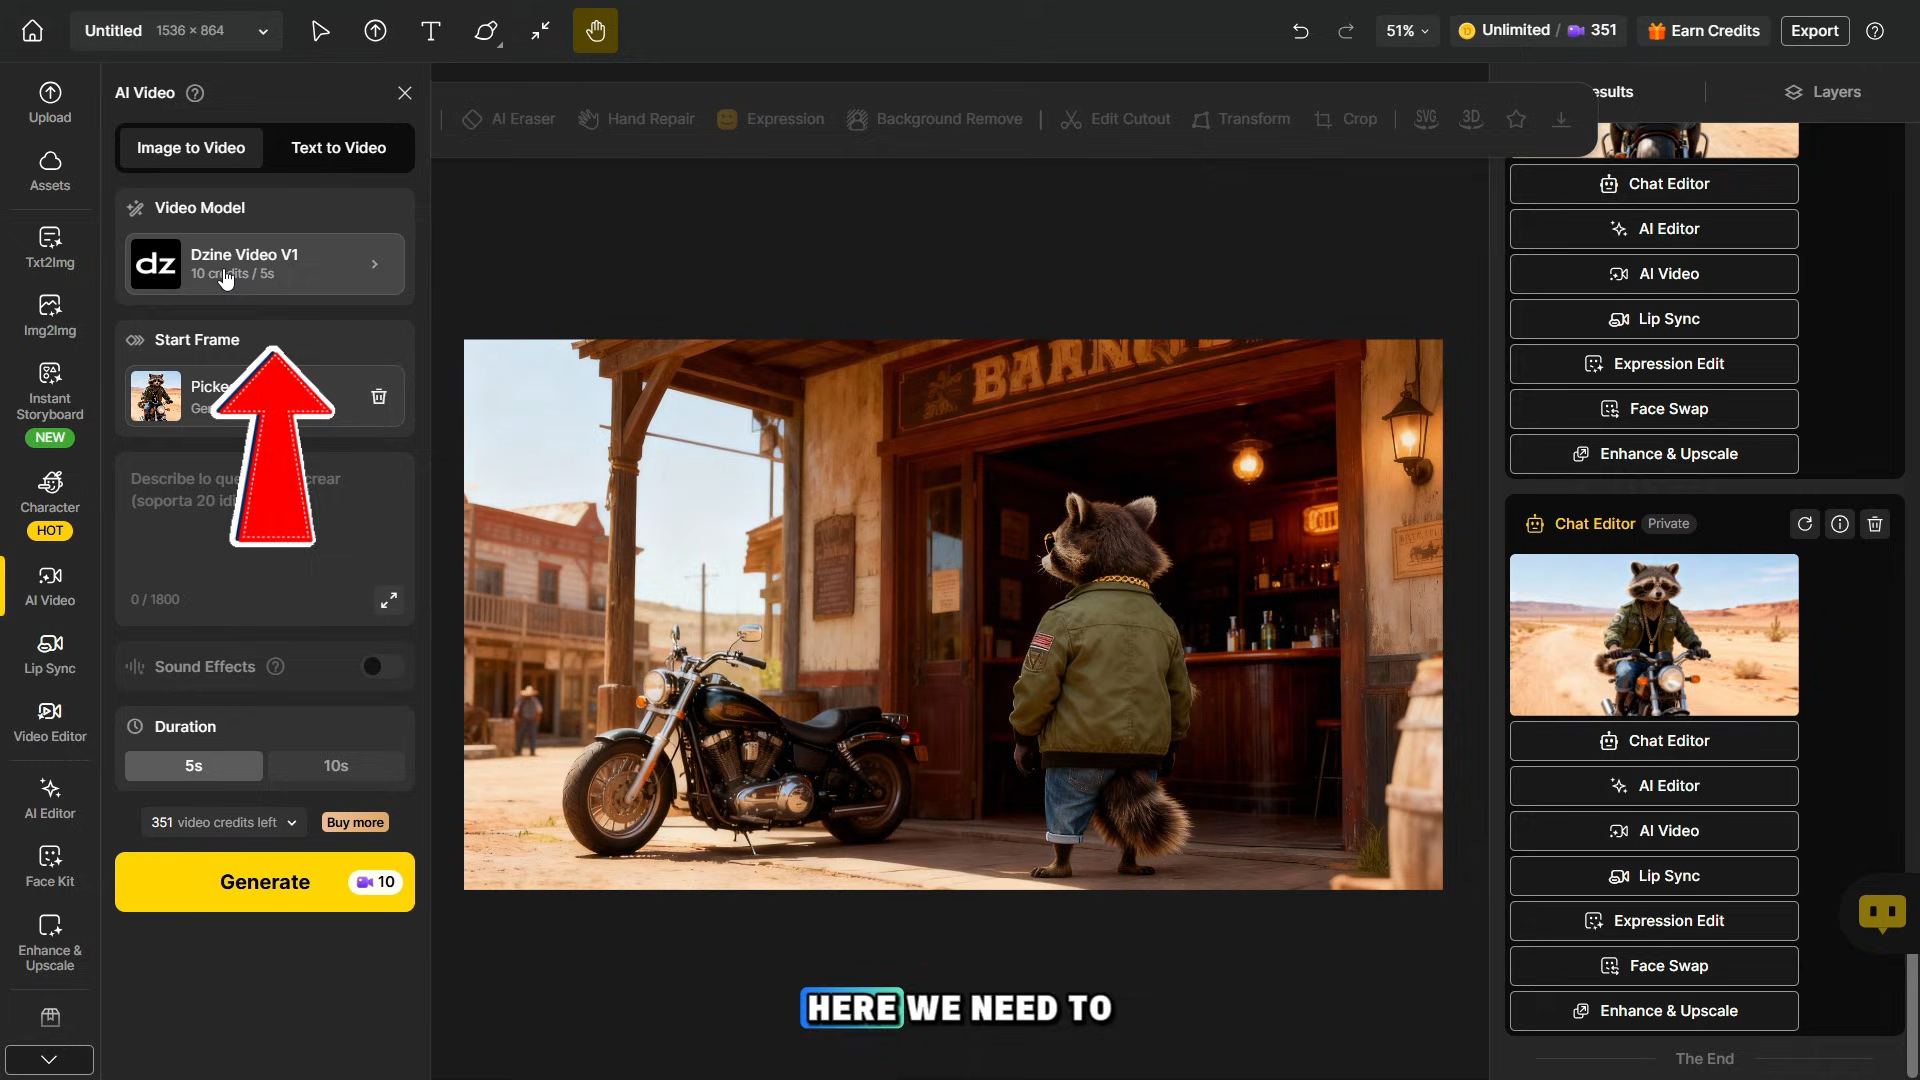 Untitled 1536 × 864
51%
Unlimited / 351
Earn Credits
Export
AI Video
Image to Video
Text to Video
Video Model
dz
Dzine Video V1
10 credits / 5s
Start Frame
Picke
Ge
Describe lo que crear
(soporta 20 idi
0 / 1800
Sound Effects
Duration
5s
10s
351 video credits left
Buy more
Generate
10
Upload
Assets
Txt2Img
Img2Img
Instant
Storyboard
NEW
Character
HOT
AI Video
Lip Sync
Video Editor
AI Editor
Face Kit
Enhance &
Upscale
AI Eraser
Hand Repair
Expression
Background Remove
Edit Cutout
Transform
Crop
SVG
3D
HERE WE NEED TO
esults
Layers
Chat Editor
AI Editor
AI Video
Lip Sync
Expression Edit
Face Swap
Enhance & Upscale
Chat Editor
Private
Chat Editor
AI Editor
AI Video
Lip Sync
Expression Edit
Face Swap
Enhance & Upscale
The End